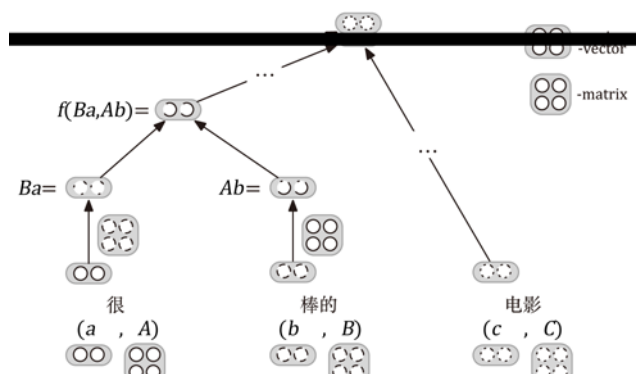 ...
-vector
f(Ba,Ab)=
-matrix
...
Ba=
Ab=
很 棒的 电影
(a , A) (b , B) (c , C)